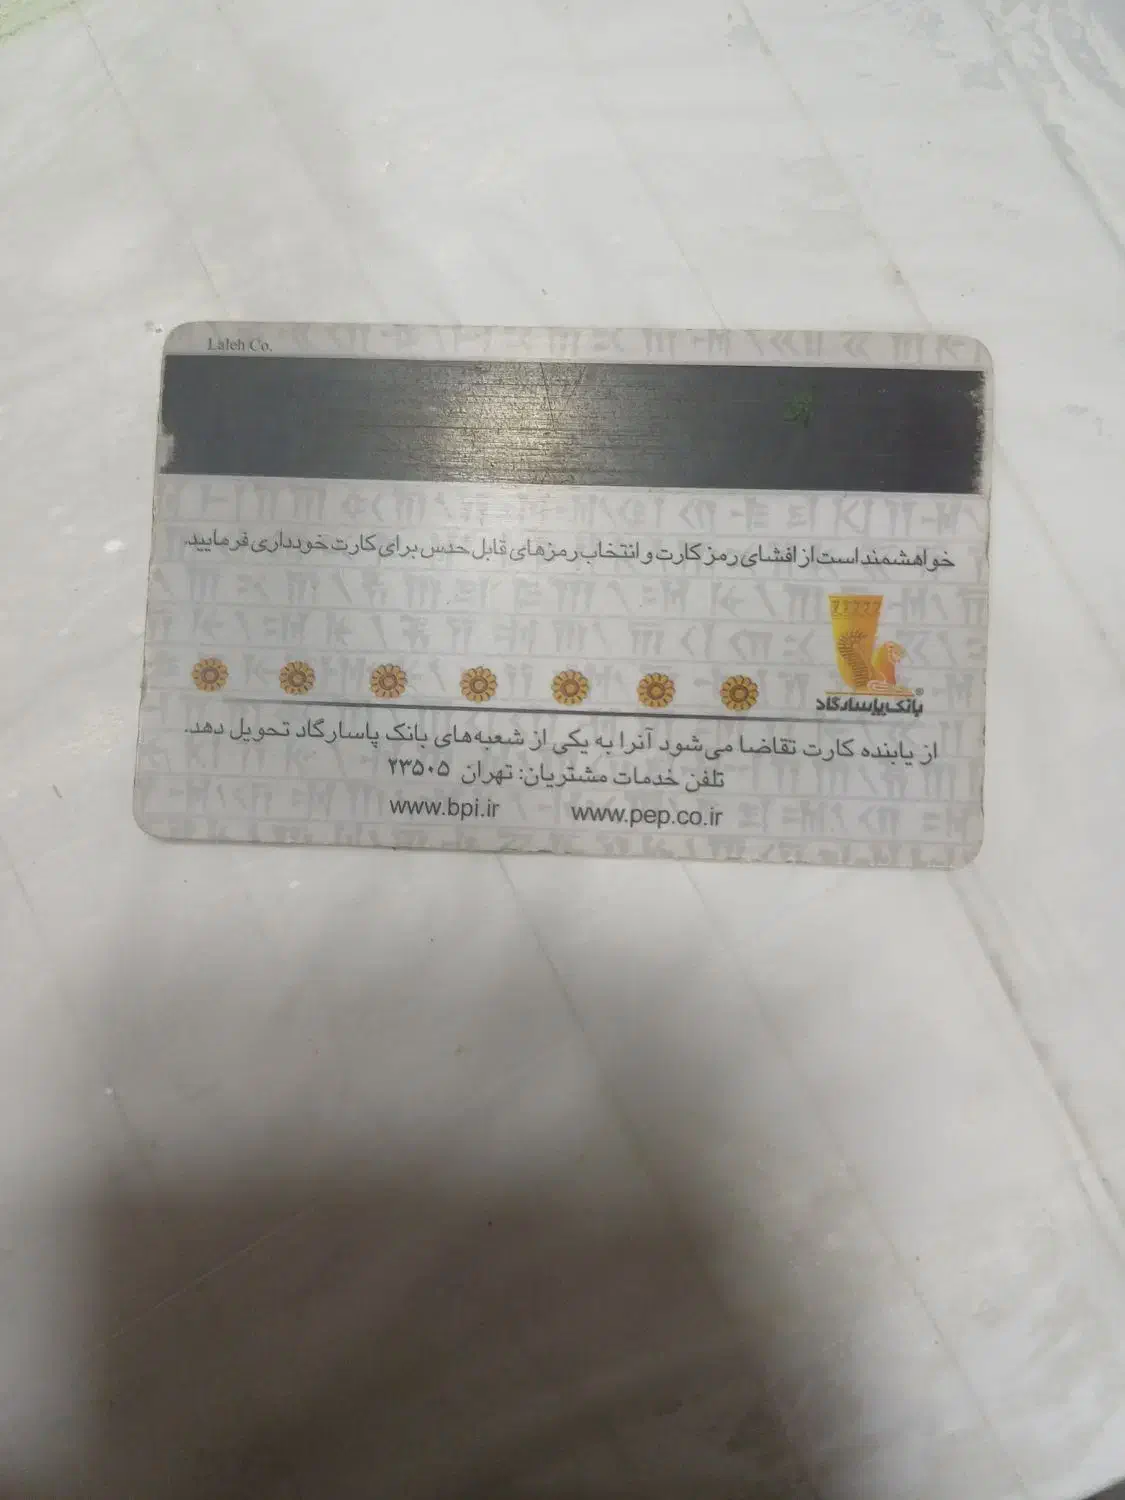 Laleh Co.
خواهشمند است از افشای رمز کارت و انتخاب رمزهای قابل حدس برای کارت خودداری فرمایید.
بانک پاسارگاد
از یابنده کارت تقاضا می‌شود آنرا به یکی از شعبه‌های بانک پاسارگاد تحویل دهد.
تلفن خدمات مشتریان: تهران ۲۳۵۰۵
www.bpi.ir www.pep.co.ir